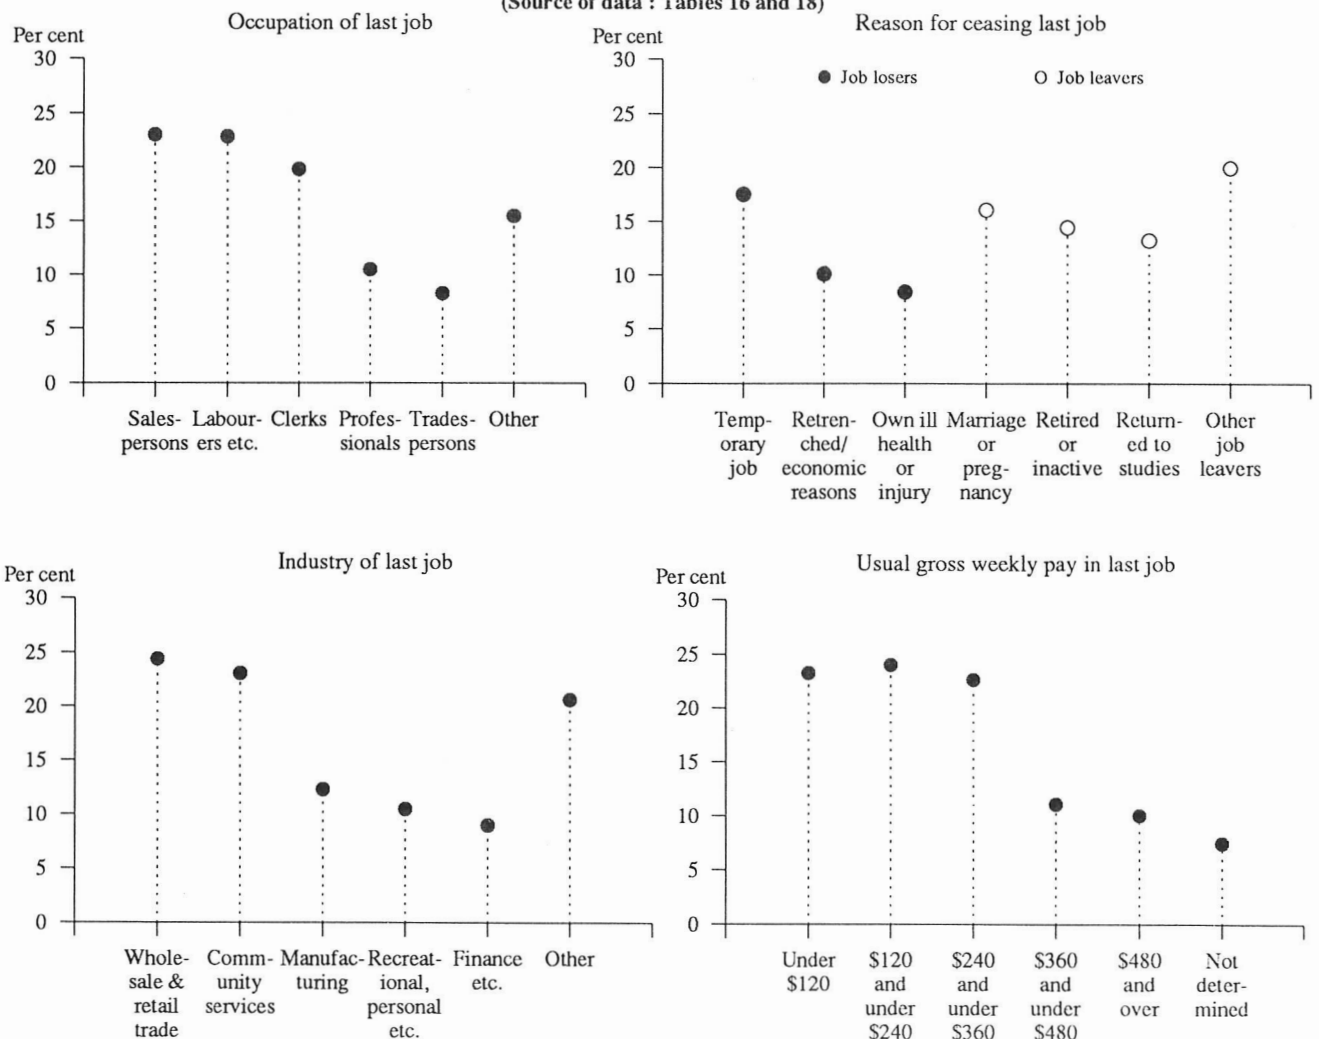 (Source of data : Tables 16 and 18)
Occupation of last job
Per cent
30
25
20
15
10
5
0
Sales- Labour- Clerks Profes- Trades- Other
persons ers etc. sionals persons
Reason for ceasing last job
Per cent
Job losers Job leavers
30
25
20
15
10
5
0
Temp- Retren- Own ill Marriage Retired Return- Other
orary ched/ health or or ed to job
job economic or preg- inactive studies leavers
reasons injury nancy
Industry of last job
Per cent
30
25
20
15
10
5
0
Whole- Comm- Manufac- Recreat- Finance Other
sale & unity turing ional, etc.
retail services personal
trade etc.
Usual gross weekly pay in last job
Per cent
30
25
20
15
10
5
0
Under $120 $240 $360 $480 Not
$120 and and and and deter-
under under under over mined
$240 $360 $480